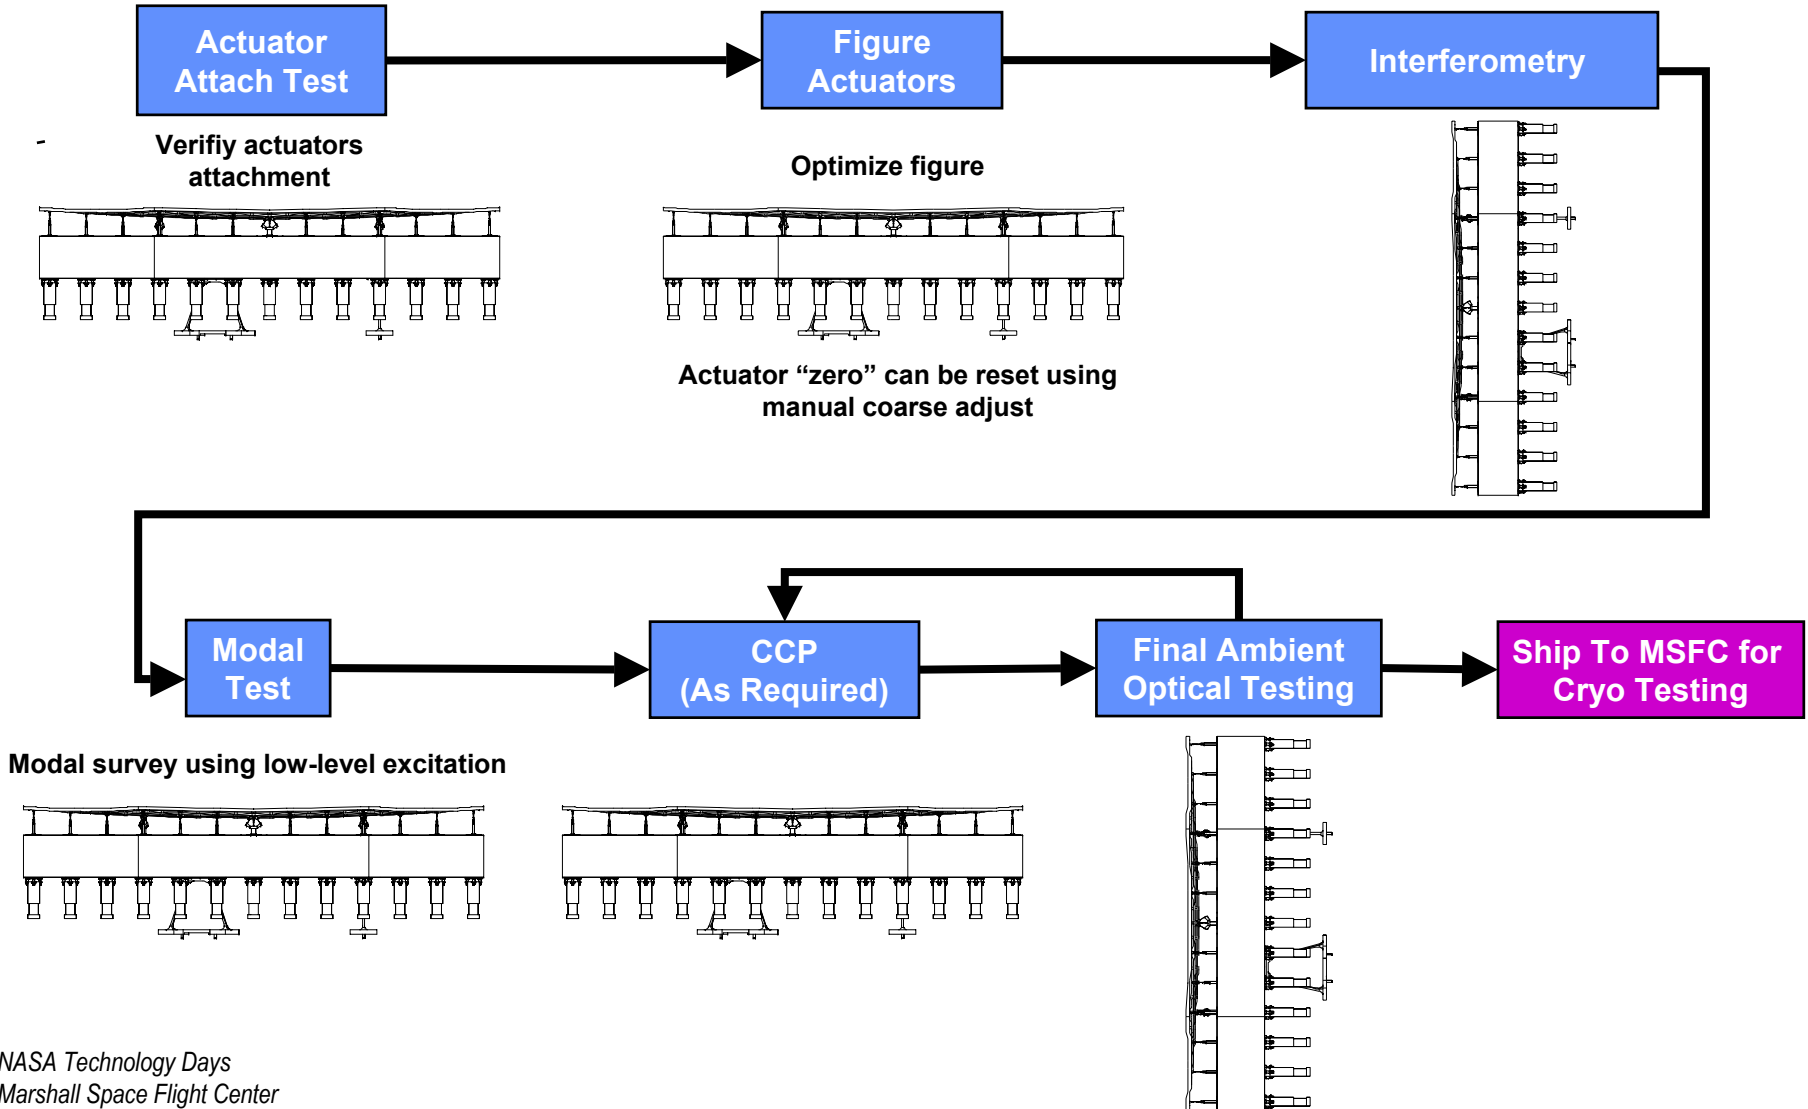 Actuator
Attach Test
Figure
Actuators
Interferometry
Verifiy actuators
attachment
Optimize figure
Actuator “zero” can be reset using
manual coarse adjust
Modal
Test
CCP
(As Required)
Final Ambient
Optical Testing
Ship To MSFC for
Cryo Testing
Modal survey using low-level excitation
NASA Technology Days
Marshall Space Flight Center